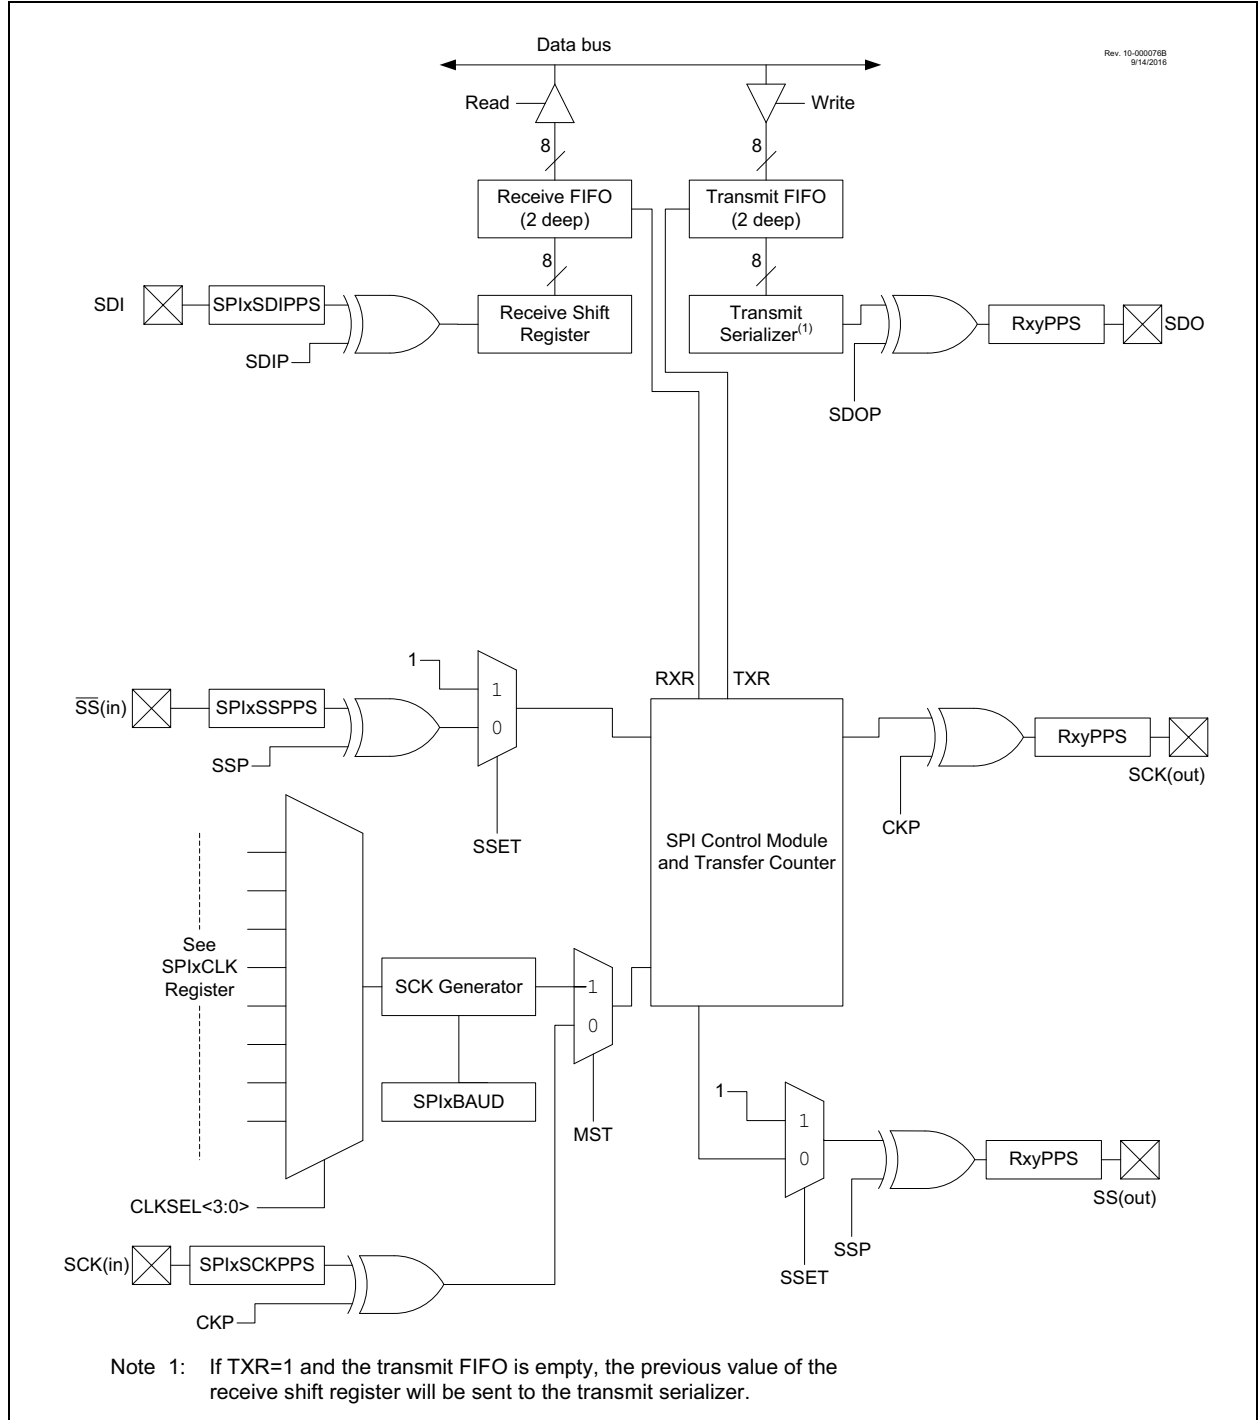 Data bus
Rev. 10-000076B
9/14/2016
Read
Write
8
8
Receive FIFO
(2 deep)
Transmit FIFO
(2 deep)
8
8
SDI
SPIxSDIPPS
SDIP
Receive Shift
Register
Transmit
Serializer(1)
SDOP
RxyPPS
SDO
RXR
TXR
1
SS(in)
SPIxSSPPS
SSP
1
0
SSET
SPI Control Module
and Transfer Counter
CKP
RxyPPS
SCK(out)
See
SPIxCLK
Register
SCK Generator
1
0
SPIxBAUD
MST
CLKSEL<3:0>
1
1
0
SSET
SSP
RxyPPS
SS(out)
SCK(in)
SPIxSCKPPS
CKP
Note 1: If TXR=1 and the transmit FIFO is empty, the previous value of the
receive shift register will be sent to the transmit serializer.